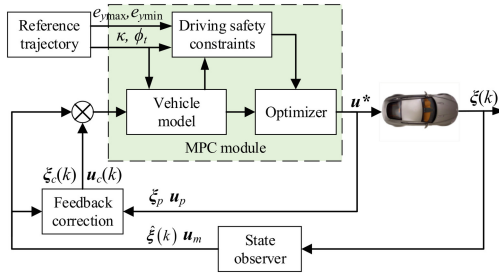 Reference trajectory
e_ymax, e_ymin
κ, ϕ_t
Driving safety constraints
Vehicle model
Optimizer
MPC module
u*
ξ(k)
ξ_c(k) u_c(k)
Feedback correction
ξ_p u_p
ξ̂(k) u_m
State observer